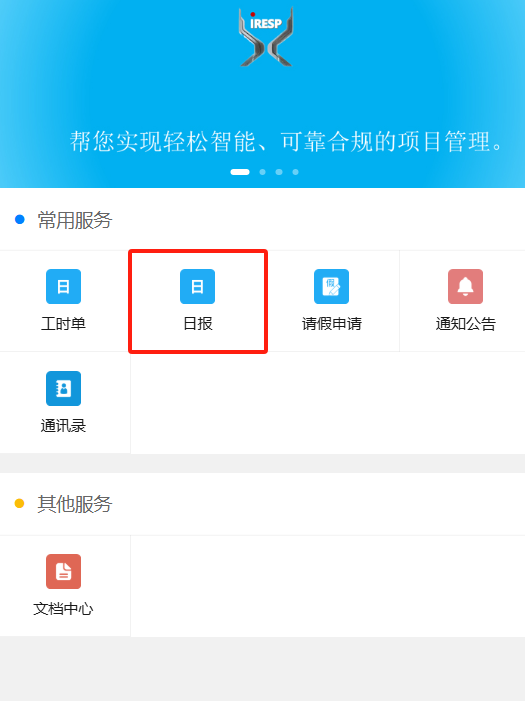 iRESP
帮您实现轻松智能、可靠合规的项目管理。
常用服务
日 日 假
工时单 日报 请假申请 通知公告
通讯录
其他服务
文档中心